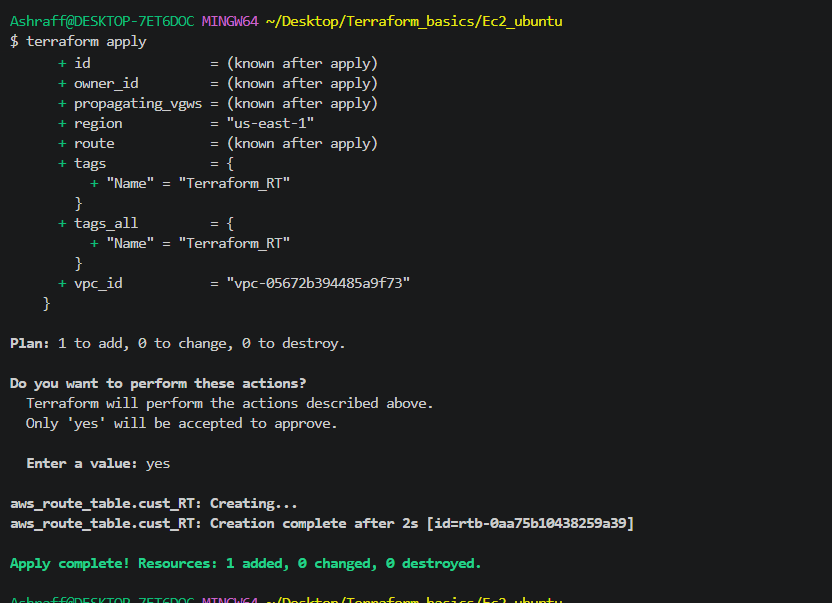 Ashraff@DESKTOP-7ET6DOC MINGW64 ~/Desktop/Terraform_basics/Ec2_ubuntu
$ terraform apply
+ id = (known after apply)
+ owner_id = (known after apply)
+ propagating_vgws = (known after apply)
+ region = "us-east-1"
+ route = (known after apply)
+ tags = {
+ "Name" = "Terraform_RT"
}
+ tags_all = {
+ "Name" = "Terraform_RT"
}
+ vpc_id = "vpc-05672b394485a9f73"
}
Plan: 1 to add, 0 to change, 0 to destroy.
Do you want to perform these actions?
Terraform will perform the actions described above.
Only 'yes' will be accepted to approve.
Enter a value: yes
aws_route_table.cust_RT: Creating...
aws_route_table.cust_RT: Creation complete after 2s [id=rtb-0aa75b10438259a39]
Apply complete! Resources: 1 added, 0 changed, 0 destroyed.
Ashraff@DESKTOP-7ET6DOC MINGW64 ~/Desktop/Terraform_basics/Ec2_ubuntu